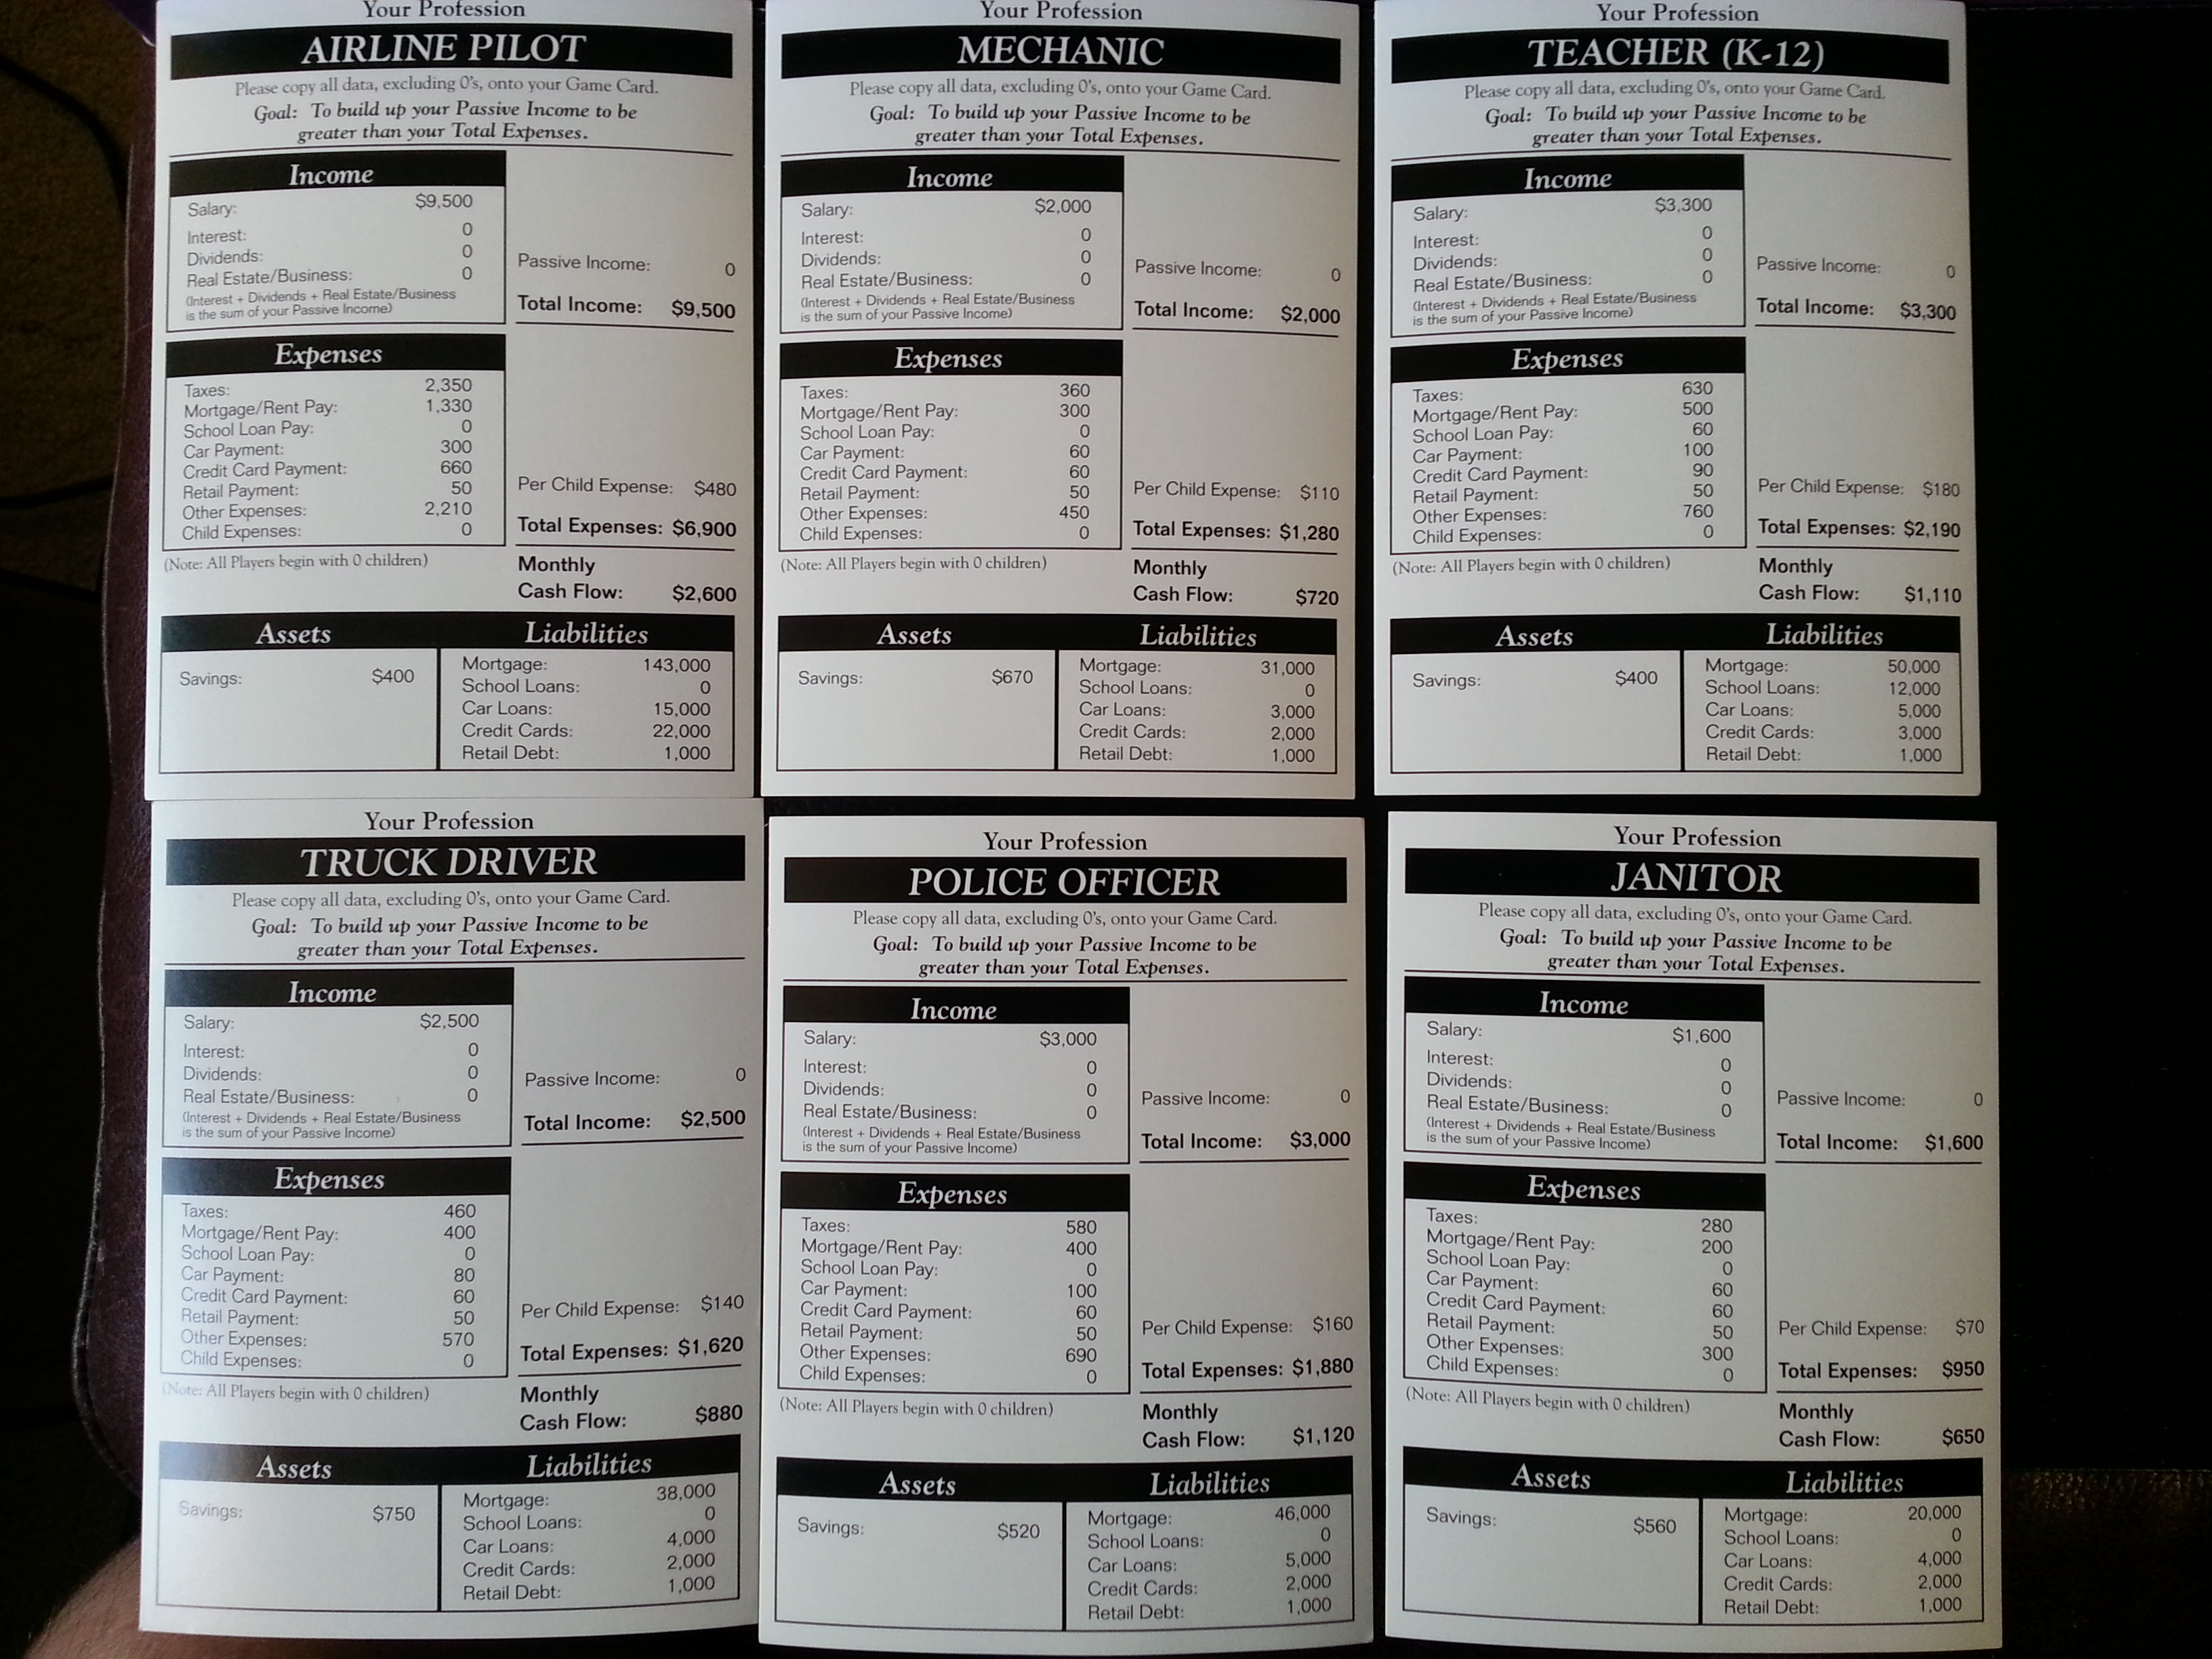 Your Profession
AIRLINE PILOT
Please copy all data, excluding 0's, onto your Game Card.
Goal: To build up your Passive Income to be
greater than your Total Expenses.
Income
Salary: $9,500
Interest: 0
Dividends: 0
Real Estate/Business: 0
(Interest + Dividends + Real Estate/Business
is the sum of your Passive Income)
Passive Income: 0
Total Income: $9,500
Expenses
Taxes: 2,350
Mortgage/Rent Pay: 1,330
School Loan Pay: 0
Car Payment: 300
Credit Card Payment: 660
Retail Payment: 50
Other Expenses: 2,210
Child Expenses: 0
(Note: All Players begin with 0 children)
Per Child Expense: $480
Total Expenses: $6,900
Monthly
Cash Flow: $2,600
Assets
Savings: $400
Liabilities
Mortgage: 143,000
School Loans: 0
Car Loans: 15,000
Credit Cards: 22,000
Retail Debt: 1,000
Your Profession
MECHANIC
Please copy all data, excluding 0's, onto your Game Card.
Goal: To build up your Passive Income to be
greater than your Total Expenses.
Income
Salary: $2,000
Interest: 0
Dividends: 0
Real Estate/Business: 0
(Interest + Dividends + Real Estate/Business
is the sum of your Passive Income)
Passive Income: 0
Total Income: $2,000
Expenses
Taxes: 360
Mortgage/Rent Pay: 300
School Loan Pay: 0
Car Payment: 60
Credit Card Payment: 60
Retail Payment: 50
Other Expenses: 450
Child Expenses: 0
(Note: All Players begin with 0 children)
Per Child Expense: $110
Total Expenses: $1,280
Monthly
Cash Flow: $720
Assets
Savings: $670
Liabilities
Mortgage: 31,000
School Loans: 0
Car Loans: 3,000
Credit Cards: 2,000
Retail Debt: 1,000
Your Profession
TEACHER (K-12)
Please copy all data, excluding 0's, onto your Game Card.
Goal: To build up your Passive Income to be
greater than your Total Expenses.
Income
Salary: $3,300
Interest: 0
Dividends: 0
Real Estate/Business: 0
(Interest + Dividends + Real Estate/Business
is the sum of your Passive Income)
Passive Income: 0
Total Income: $3,300
Expenses
Taxes: 630
Mortgage/Rent Pay: 500
School Loan Pay: 60
Car Payment: 100
Credit Card Payment: 90
Retail Payment: 50
Other Expenses: 760
Child Expenses: 0
(Note: All Players begin with 0 children)
Per Child Expense: $180
Total Expenses: $2,190
Monthly
Cash Flow: $1,110
Assets
Savings: $400
Liabilities
Mortgage: 50,000
School Loans: 12,000
Car Loans: 5,000
Credit Cards: 3,000
Retail Debt: 1,000
Your Profession
TRUCK DRIVER
Please copy all data, excluding 0's, onto your Game Card.
Goal: To build up your Passive Income to be
greater than your Total Expenses.
Income
Salary: $2,500
Interest: 0
Dividends: 0
Real Estate/Business: 0
(Interest + Dividends + Real Estate/Business
is the sum of your Passive Income)
Passive Income: 0
Total Income: $2,500
Expenses
Taxes: 460
Mortgage/Rent Pay: 400
School Loan Pay: 0
Car Payment: 80
Credit Card Payment: 60
Retail Payment: 50
Other Expenses: 570
Child Expenses: 0
(Note: All Players begin with 0 children)
Per Child Expense: $140
Total Expenses: $1,620
Monthly
Cash Flow: $880
Assets
Savings: $750
Liabilities
Mortgage: 38,000
School Loans: 0
Car Loans: 4,000
Credit Cards: 2,000
Retail Debt: 1,000
Your Profession
POLICE OFFICER
Please copy all data, excluding 0's, onto your Game Card.
Goal: To build up your Passive Income to be
greater than your Total Expenses.
Income
Salary: $3,000
Interest: 0
Dividends: 0
Real Estate/Business: 0
(Interest + Dividends + Real Estate/Business
is the sum of your Passive Income)
Passive Income: 0
Total Income: $3,000
Expenses
Taxes: 580
Mortgage/Rent Pay: 400
School Loan Pay: 0
Car Payment: 100
Credit Card Payment: 60
Retail Payment: 50
Other Expenses: 690
Child Expenses: 0
(Note: All Players begin with 0 children)
Per Child Expense: $160
Total Expenses: $1,880
Monthly
Cash Flow: $1,120
Assets
Savings: $520
Liabilities
Mortgage: 46,000
School Loans: 0
Car Loans: 5,000
Credit Cards: 2,000
Retail Debt: 1,000
Your Profession
JANITOR
Please copy all data, excluding 0's, onto your Game Card.
Goal: To build up your Passive Income to be
greater than your Total Expenses.
Income
Salary: $1,600
Interest: 0
Dividends: 0
Real Estate/Business: 0
(Interest + Dividends + Real Estate/Business
is the sum of your Passive Income)
Passive Income: 0
Total Income: $1,600
Expenses
Taxes: 280
Mortgage/Rent Pay: 200
School Loan Pay: 0
Car Payment: 60
Credit Card Payment: 60
Retail Payment: 50
Other Expenses: 300
Child Expenses: 0
(Note: All Players begin with 0 children)
Per Child Expense: $70
Total Expenses: $950
Monthly
Cash Flow: $650
Assets
Savings: $560
Liabilities
Mortgage: 20,000
School Loans: 0
Car Loans: 4,000
Credit Cards: 2,000
Retail Debt: 1,000